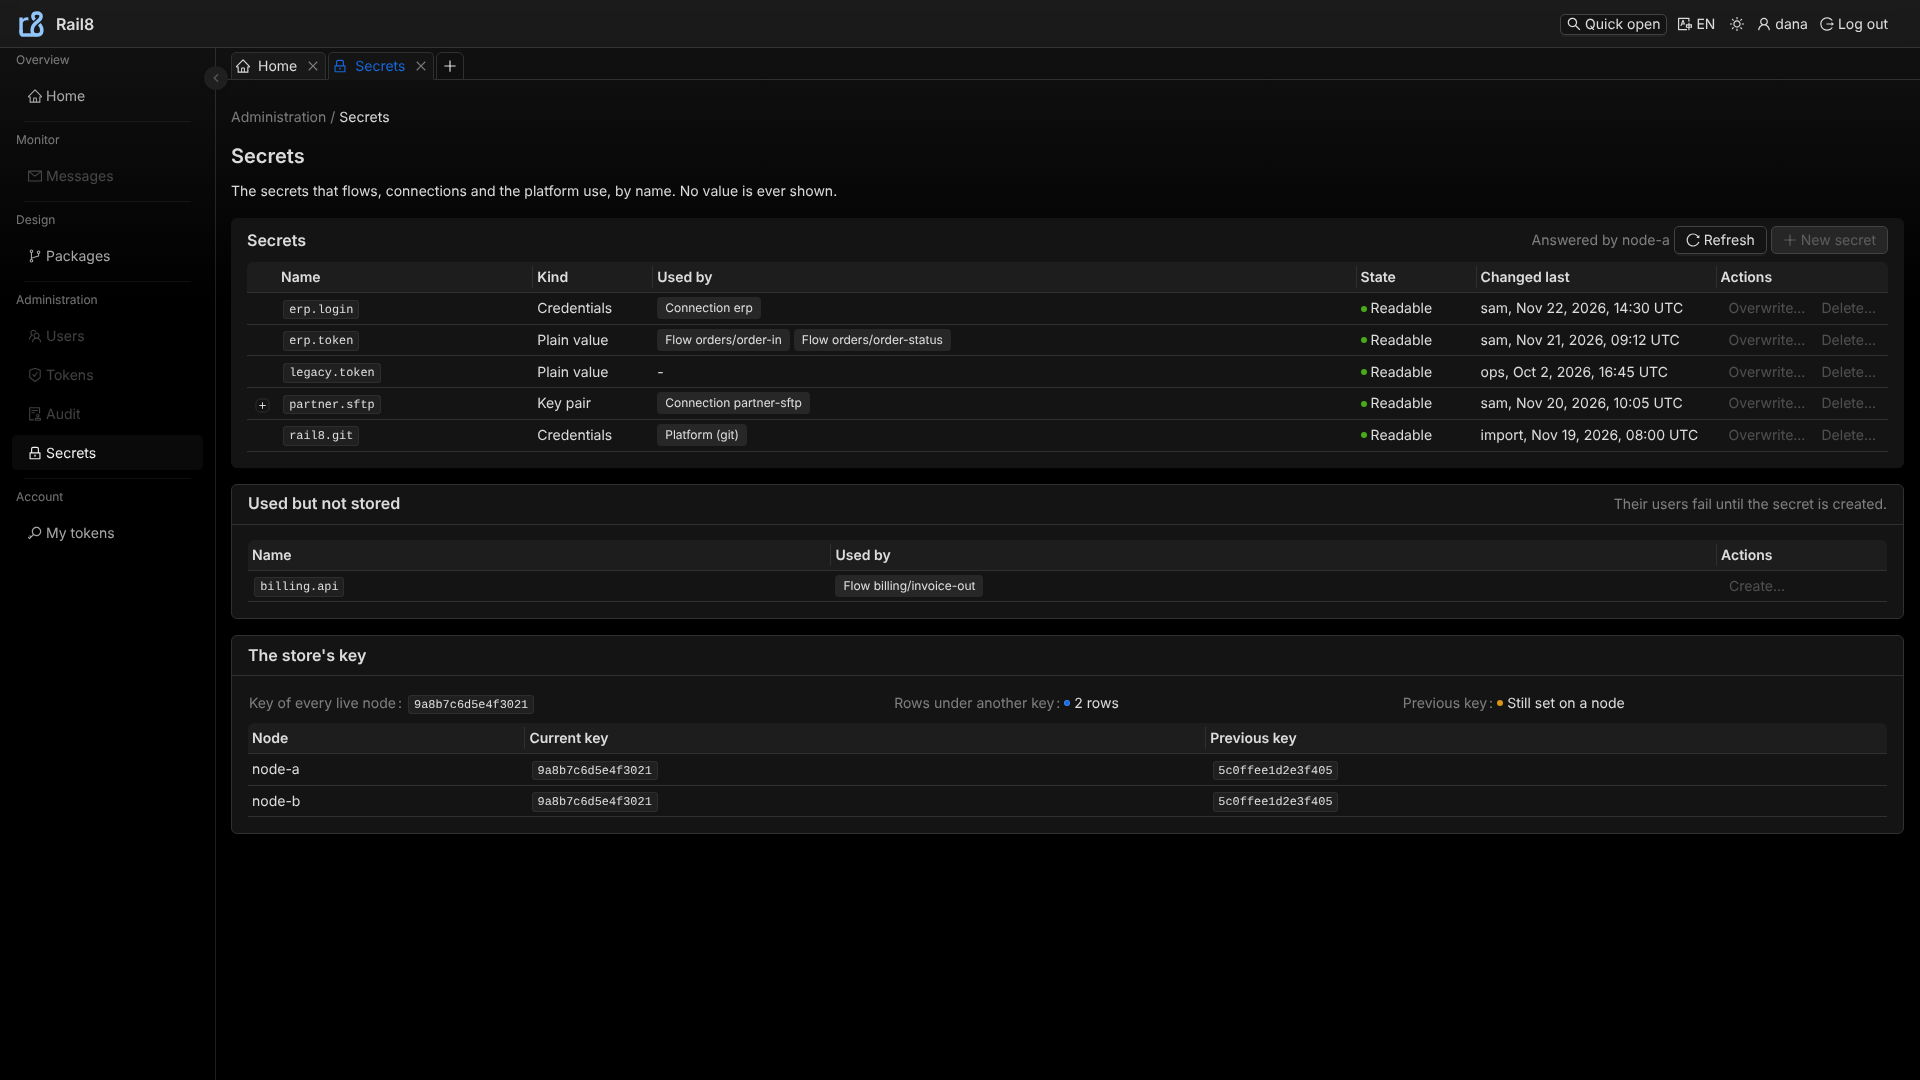 r8 Rail8
Quick open EN dana Log out
Overview
Home
Monitor
Messages
Design
Packages
Administration
Users
Tokens
Audit
Secrets
Account
My tokens
Home Secrets
Administration / Secrets
Secrets
The secrets that flows, connections and the platform use, by name. No value is ever shown.
Secrets Answered by node-a Refresh New secret
Name Kind Used by State Changed last Actions
erp.login Credentials Connection erp Readable sam, Nov 22, 2026, 14:30 UTC Overwrite... Delete...
erp.token Plain value Flow orders/order-in Flow orders/order-status Readable sam, Nov 21, 2026, 09:12 UTC Overwrite... Delete...
legacy.token Plain value - Readable ops, Oct 2, 2026, 16:45 UTC Overwrite... Delete...
partner.sftp Key pair Connection partner-sftp Readable sam, Nov 20, 2026, 10:05 UTC Overwrite... Delete...
rail8.git Credentials Platform (git) Readable import, Nov 19, 2026, 08:00 UTC Overwrite... Delete...
Used but not stored Their users fail until the secret is created.
Name Used by Actions
billing.api Flow billing/invoice-out Create...
The store's key
Key of every live node: 9a8b7c6d5e4f3021 Rows under another key: 2 rows Previous key: Still set on a node
Node Current key Previous key
node-a 9a8b7c6d5e4f3021 5c0ffee1d2e3f405
node-b 9a8b7c6d5e4f3021 5c0ffee1d2e3f405